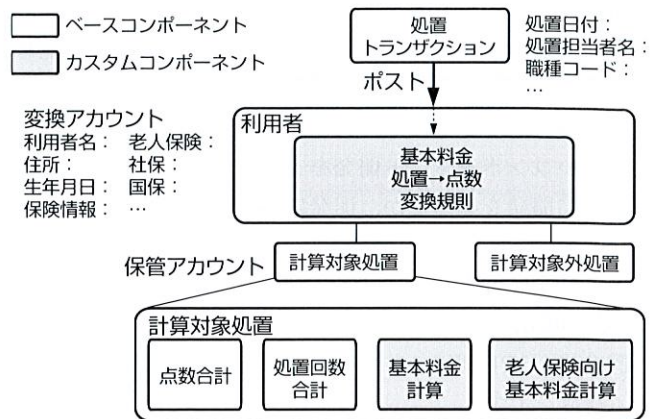 ベースコンポーネント
カスタムコンポーネント
処置
トランザクション
処置日付：
処置担当者名：
職種コード：
…
ポスト
変換アカウント
利用者名：　老人保険：
住所：　社保：
生年月日：　国保：
保険情報：　…
利用者
基本料金
処置→点数
変換規則
保管アカウント
計算対象処置
計算対象外処置
計算対象処置
点数合計
処置回数
合計
基本料金
計算
老人保険向け
基本料金計算